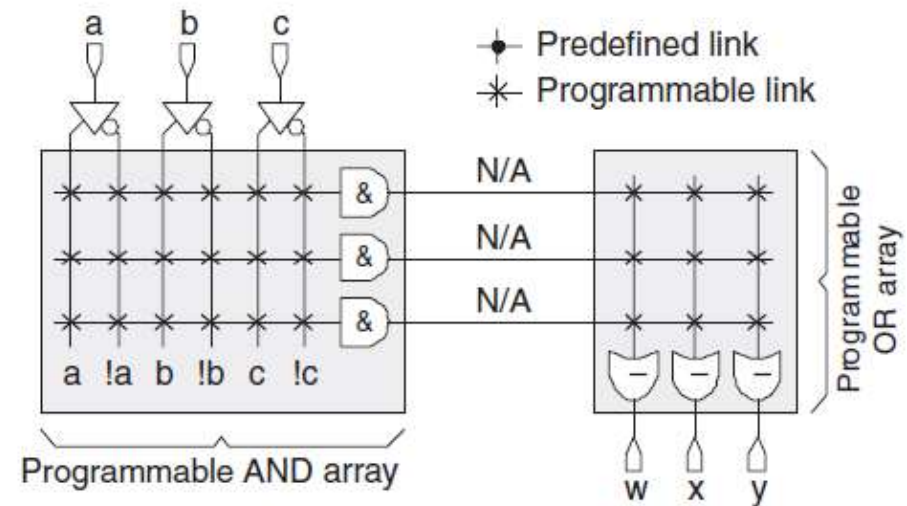 a b c
Predefined link
Programmable link
N/A
&
N/A
&
N/A
&
a !a b !b c !c
Programmable
OR array
Programmable AND array
w x y